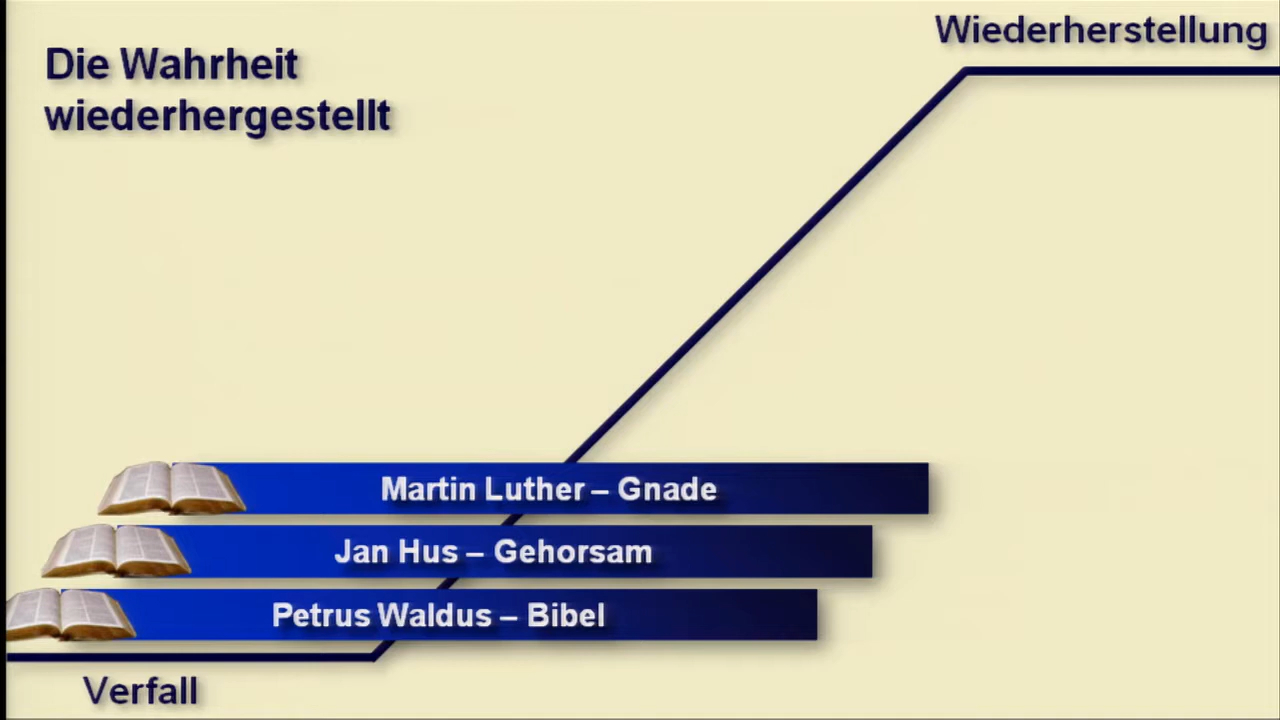 Wiederherstellung
Die Wahrheit
wiederhergestellt
Martin Luther – Gnade
Jan Hus – Gehorsam
Petrus Waldus – Bibel
Verfall